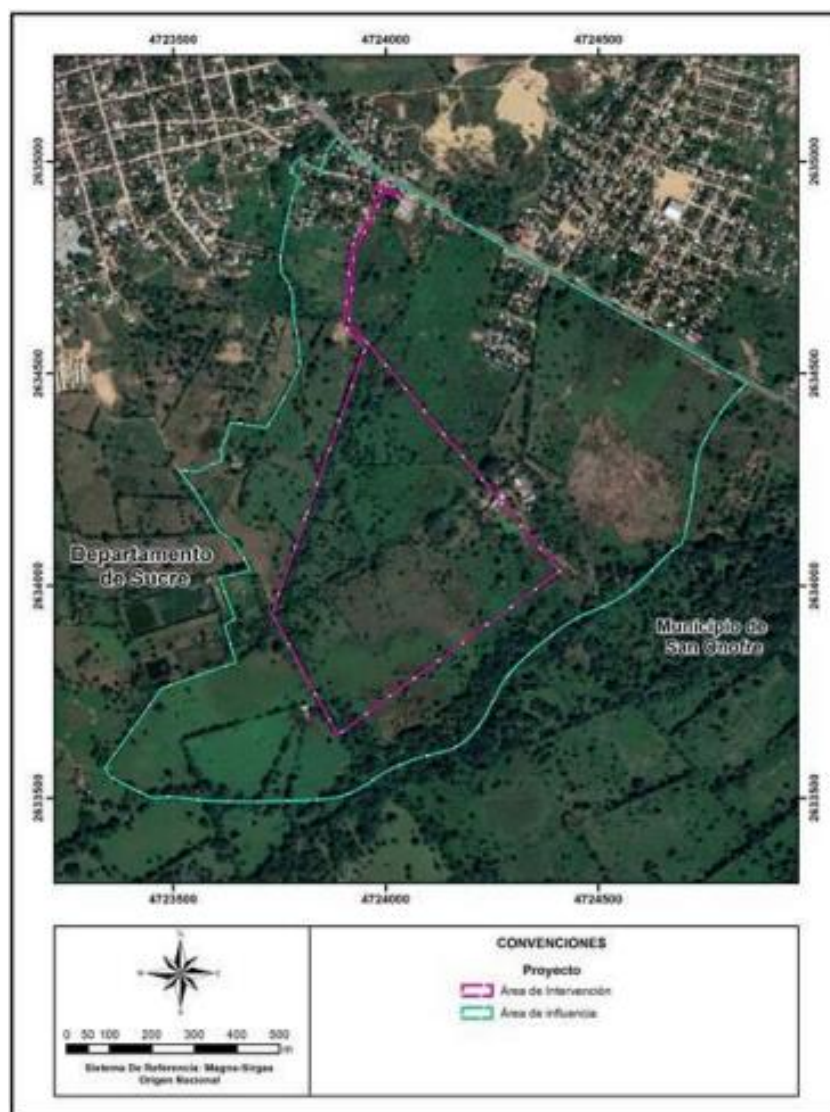 4723500 4724000 4724500
2635000 2635000
2634500 2634500
Departamento
de Sucre
2634000 2634000
Municipio de
San Onofre
2633500 2633500
4723500 4724000 4724500
N
CONVENCIONES
Proyecto
Área de Intervención
Área de influencia
0 50 100 200 300 400 500
m
Sistema De Referencia: Magna-Sirgas
Origen Nacional